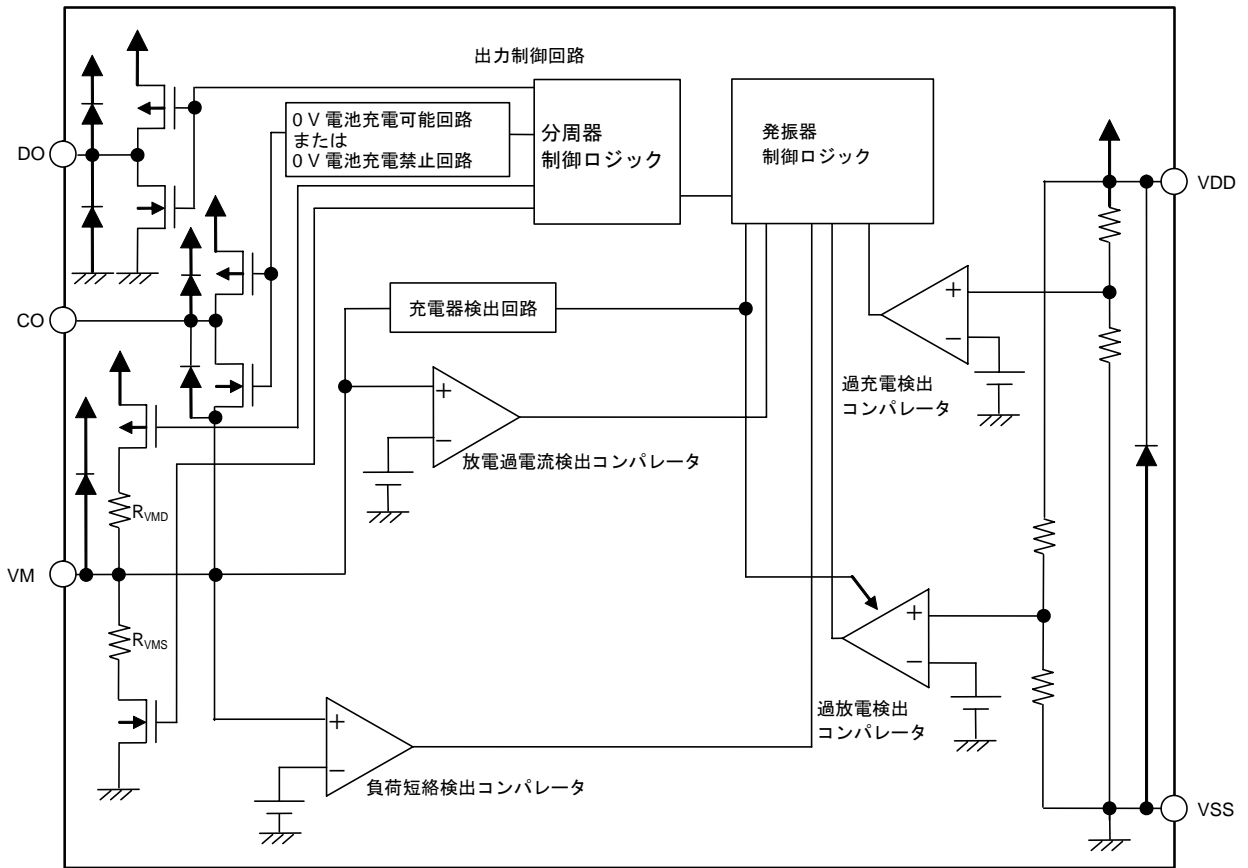 出力制御回路
0 V 電池充電可能回路
または
0 V 電池充電禁止回路
分周器
制御ロジック
発振器
制御ロジック
DO
VDD
充電器検出回路
CO
+
−
過充電検出
コンパレータ
+
−
放電過電流検出コンパレータ
RVMD
VM
RVMS
+
−
過放電検出
コンパレータ
+
−
負荷短絡検出コンパレータ
VSS